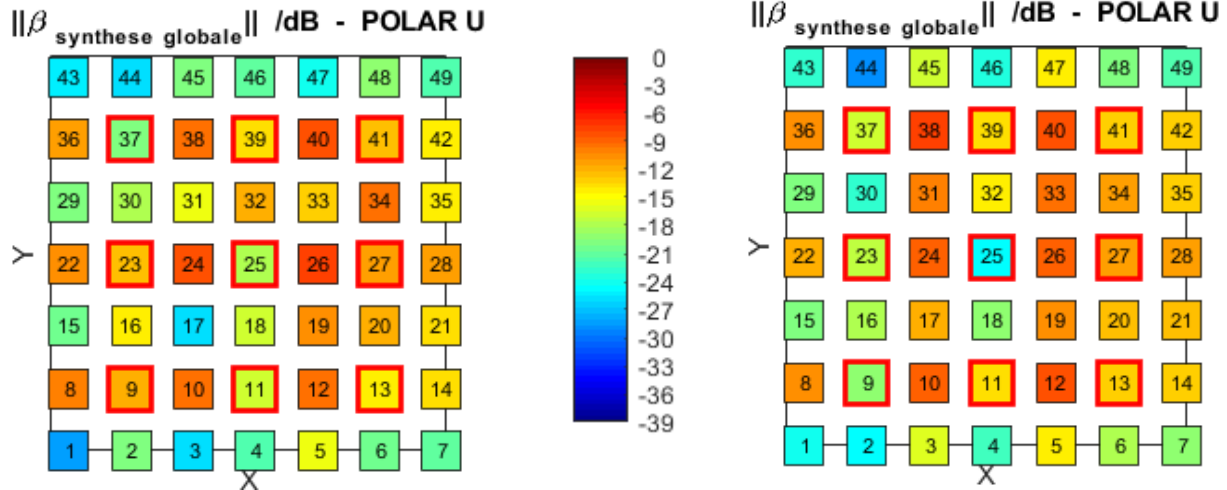 ||β synthese globale|| /dB - POLAR U
43 44 45 46 47 48 49
36 37 38 39 40 41 42
29 30 31 32 33 34 35
Y
22 23 24 25 26 27 28
15 16 17 18 19 20 21
8 9 10 11 12 13 14
1 2 3 4 5 6 7
X
0
-3
-6
-9
-12
-15
-18
-21
-24
-27
-30
-33
-36
-39
||β synthese globale|| /dB - POLAR U
43 44 45 46 47 48 49
36 37 38 39 40 41 42
29 30 31 32 33 34 35
Y
22 23 24 25 26 27 28
15 16 17 18 19 20 21
8 9 10 11 12 13 14
1 2 3 4 5 6 7
X